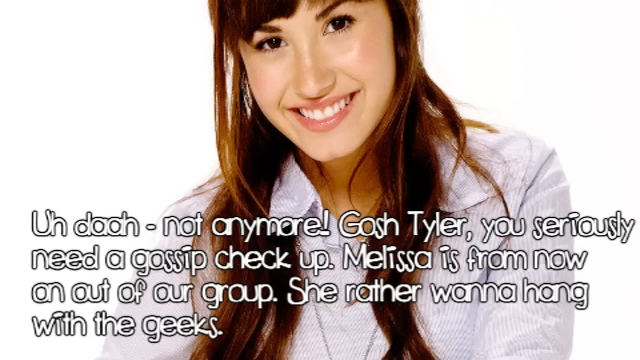 Uh daah - not anymore! Gosh Tyler, you seriously
need a gossip check up. Melissa is from now
on out of our group. She rather wanna hang
with the geeks.